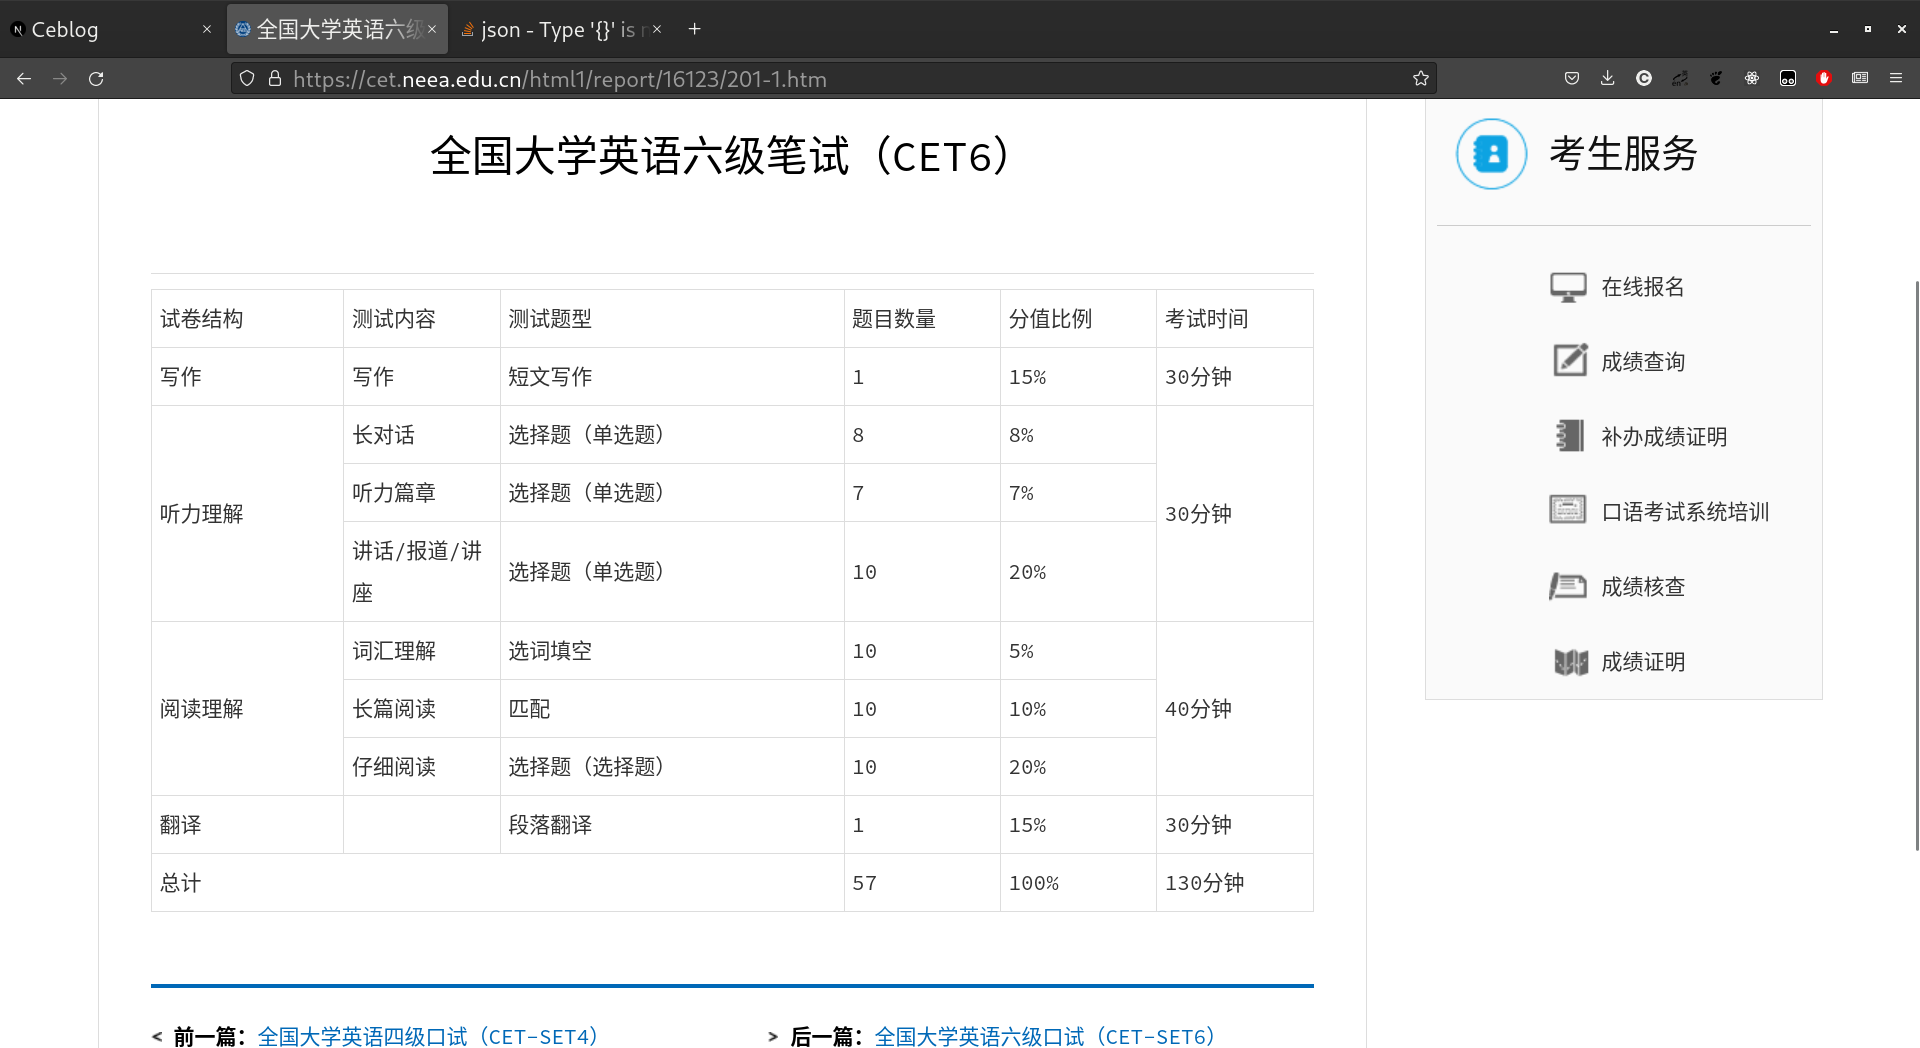 Ceblog
全国大学英语六级
json - Type '{}' is n
https://cet.neea.edu.cn/html1/report/16123/201-1.htm
全国大学英语六级笔试（CET6）
试卷结构 测试内容 测试题型 题目数量 分值比例 考试时间
写作 写作 短文写作 1 15% 30分钟
听力理解 长对话 选择题（单选题） 8 8% 30分钟
听力篇章 选择题（单选题） 7 7%
讲话/报道/讲
座 选择题（单选题） 10 20%
阅读理解 词汇理解 选词填空 10 5% 40分钟
长篇阅读 匹配 10 10%
仔细阅读 选择题（选择题） 10 20%
翻译 段落翻译 1 15% 30分钟
总计 57 100% 130分钟
< 前一篇：全国大学英语四级口试（CET-SET4）
> 后一篇：全国大学英语六级口试（CET-SET6）
考生服务
在线报名
成绩查询
补办成绩证明
口语考试系统培训
成绩核查
成绩证明